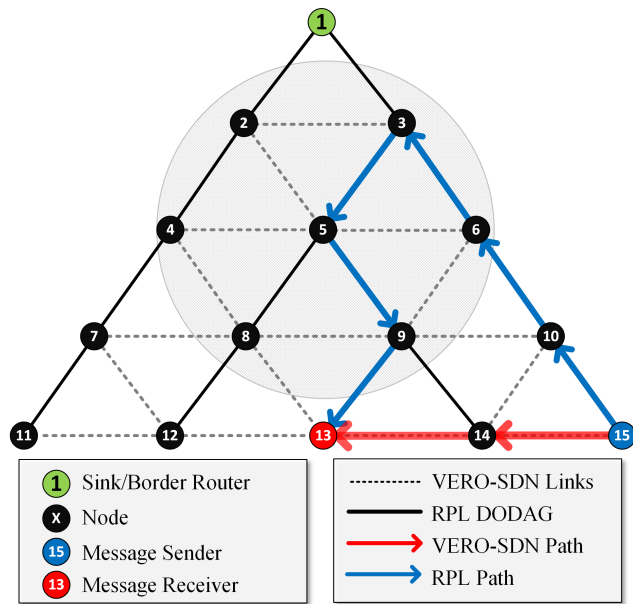 1
2 3
4 5 6
7 8 9 10
11 12 13 14 15
1 Sink/Border Router
X Node
15 Message Sender
13 Message Receiver
VERO-SDN Links
RPL DODAG
VERO-SDN Path
RPL Path